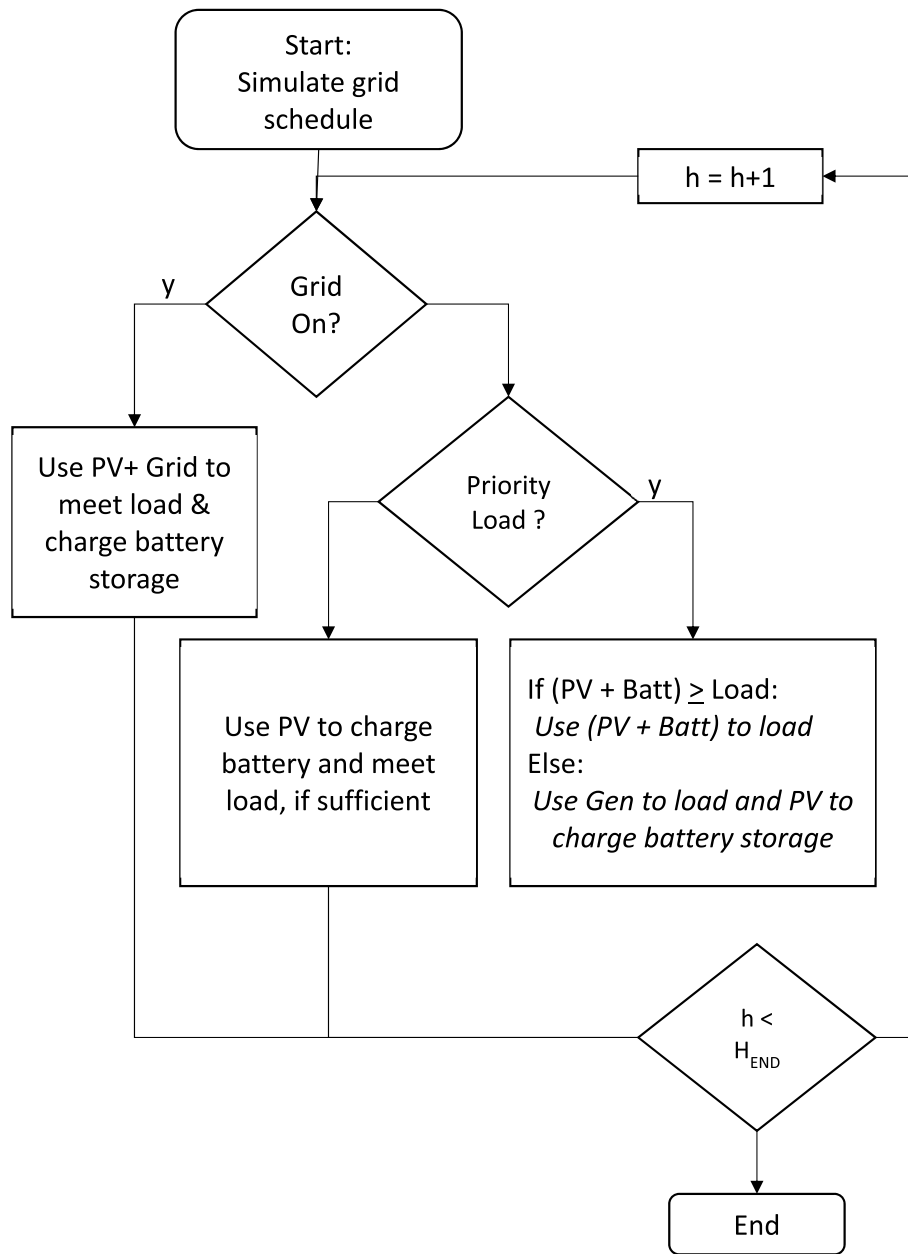 Start:
Simulate grid
schedule
h = h+1
y
Grid
On?
Use PV+ Grid to
meet load &
charge battery
storage
Priority
Load ?
y
Use PV to charge
battery and meet
load, if sufficient
If (PV + Batt) ≥ Load:
Use (PV + Batt) to load
Else:
Use Gen to load and PV to
charge battery storage
h <
H_END
End